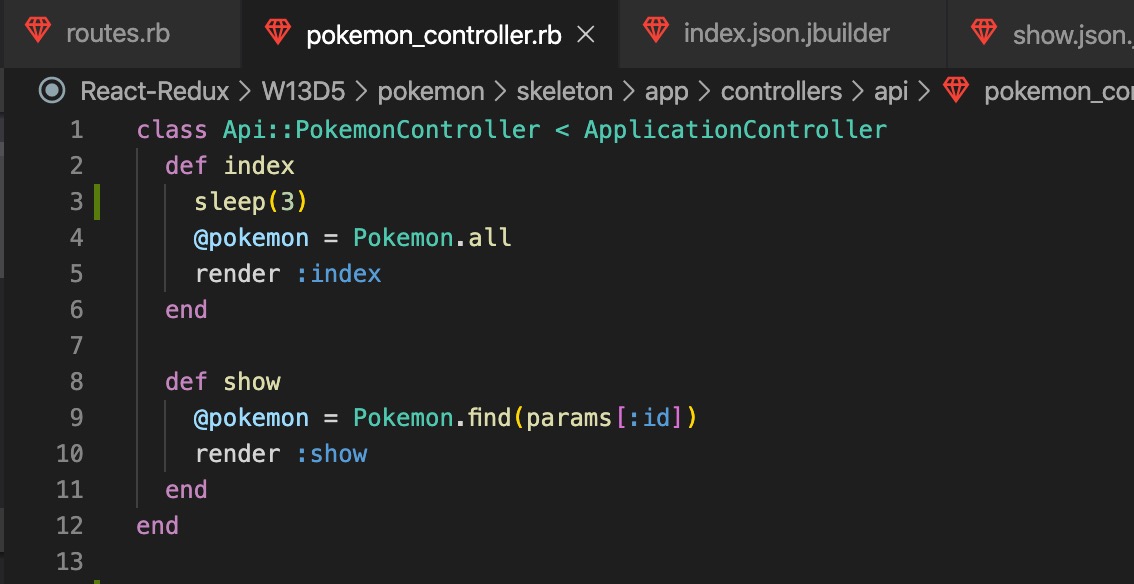 routes.rb pokemon_controller.rb × index.json.jbuilder show.json.
React-Redux > W13D5 > pokemon > skeleton > app > controllers > api > pokemon_co
1 class Api::PokemonController < ApplicationController
2   def index
3     sleep(3)
4     @pokemon = Pokemon.all
5     render :index
6   end
7
8   def show
9     @pokemon = Pokemon.find(params[:id])
10     render :show
11   end
12 end
13